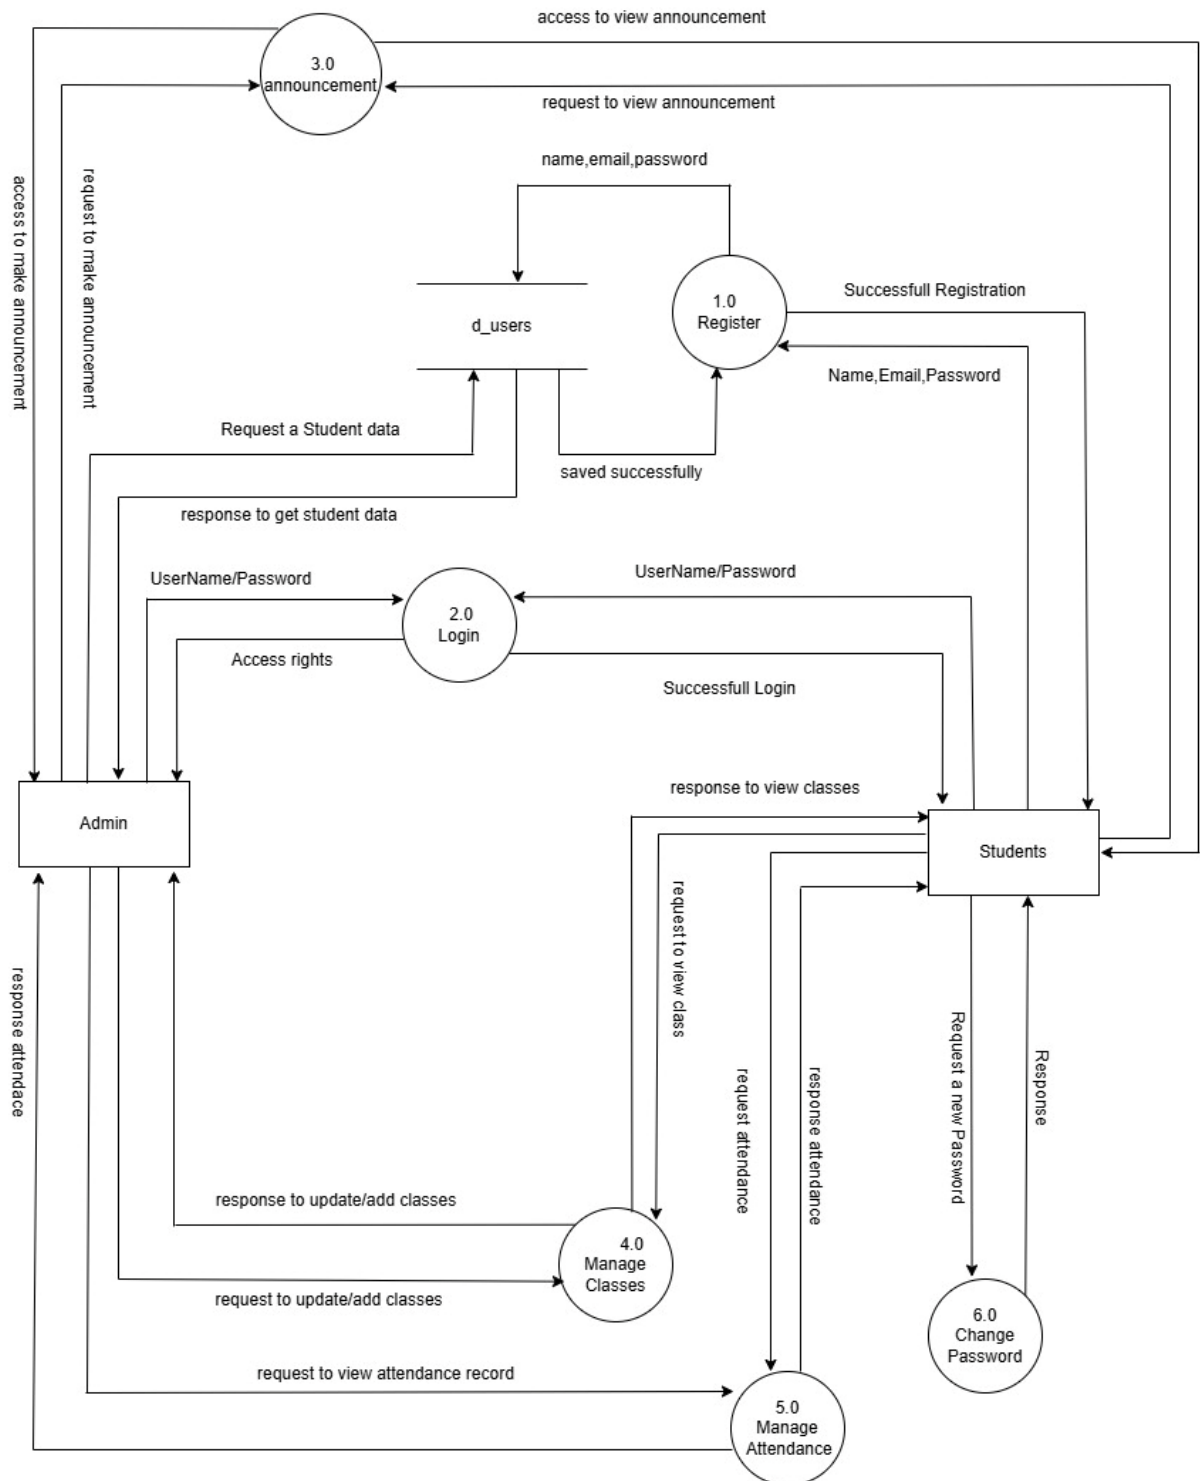 access to view announcement
3.0
announcement
request to view announcement
name,email,password
access to make announcement
request to make announcement
Successfull Registration
1.0
Register
d_users
Name,Email,Password
Request a Student data
saved successfully
response to get student data
UserName/Password
UserName/Password
2.0
Login
Access rights
Successfull Login
response to view classes
Admin
Students
request to view class
response attendace
Request a new Password
Response
request attendance
response attendance
response to update/add classes
4.0
Manage
Classes
request to update/add classes
6.0
Change
Password
request to view attendance record
5.0
Manage
Attendance